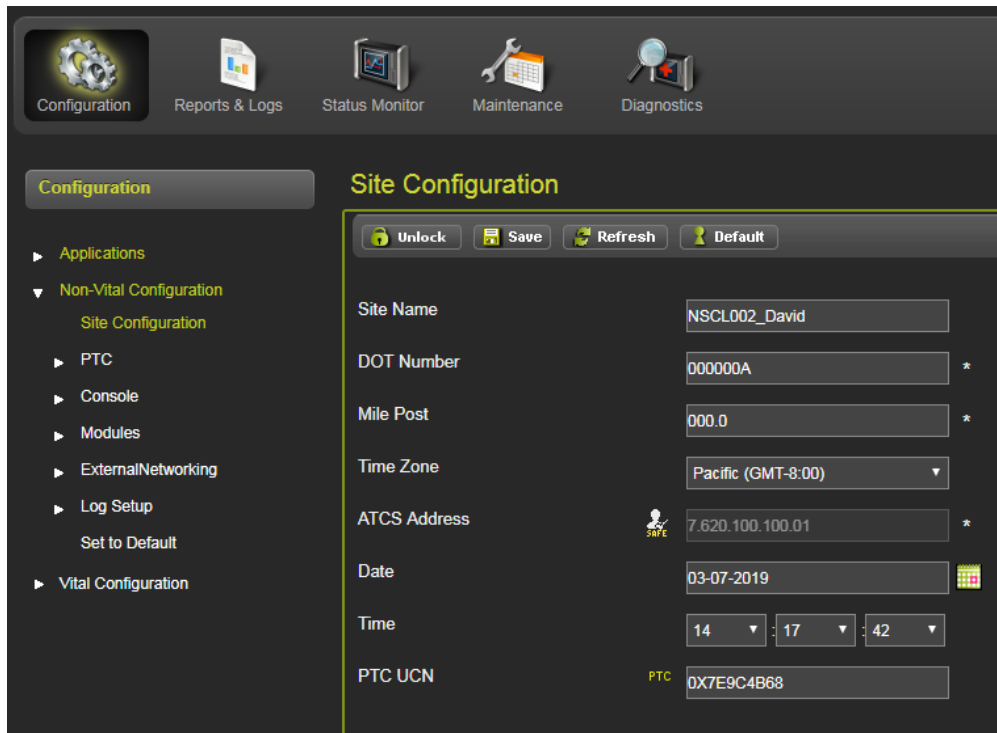 Configuration Reports & Logs Status Monitor Maintenance Diagnostics
Configuration
Applications
Non-Vital Configuration
Site Configuration
PTC
Console
Modules
ExternalNetworking
Log Setup
Set to Default
Vital Configuration
Site Configuration
Unlock Save Refresh Default
Site Name NSCL002_David
DOT Number 000000A *
Mile Post 000.0 *
Time Zone Pacific (GMT-8:00)
ATCS Address SAFE 7.620.100.100.01 *
Date 03-07-2019
Time 14 : 17 : 42
PTC UCN PTC 0X7E9C4B68